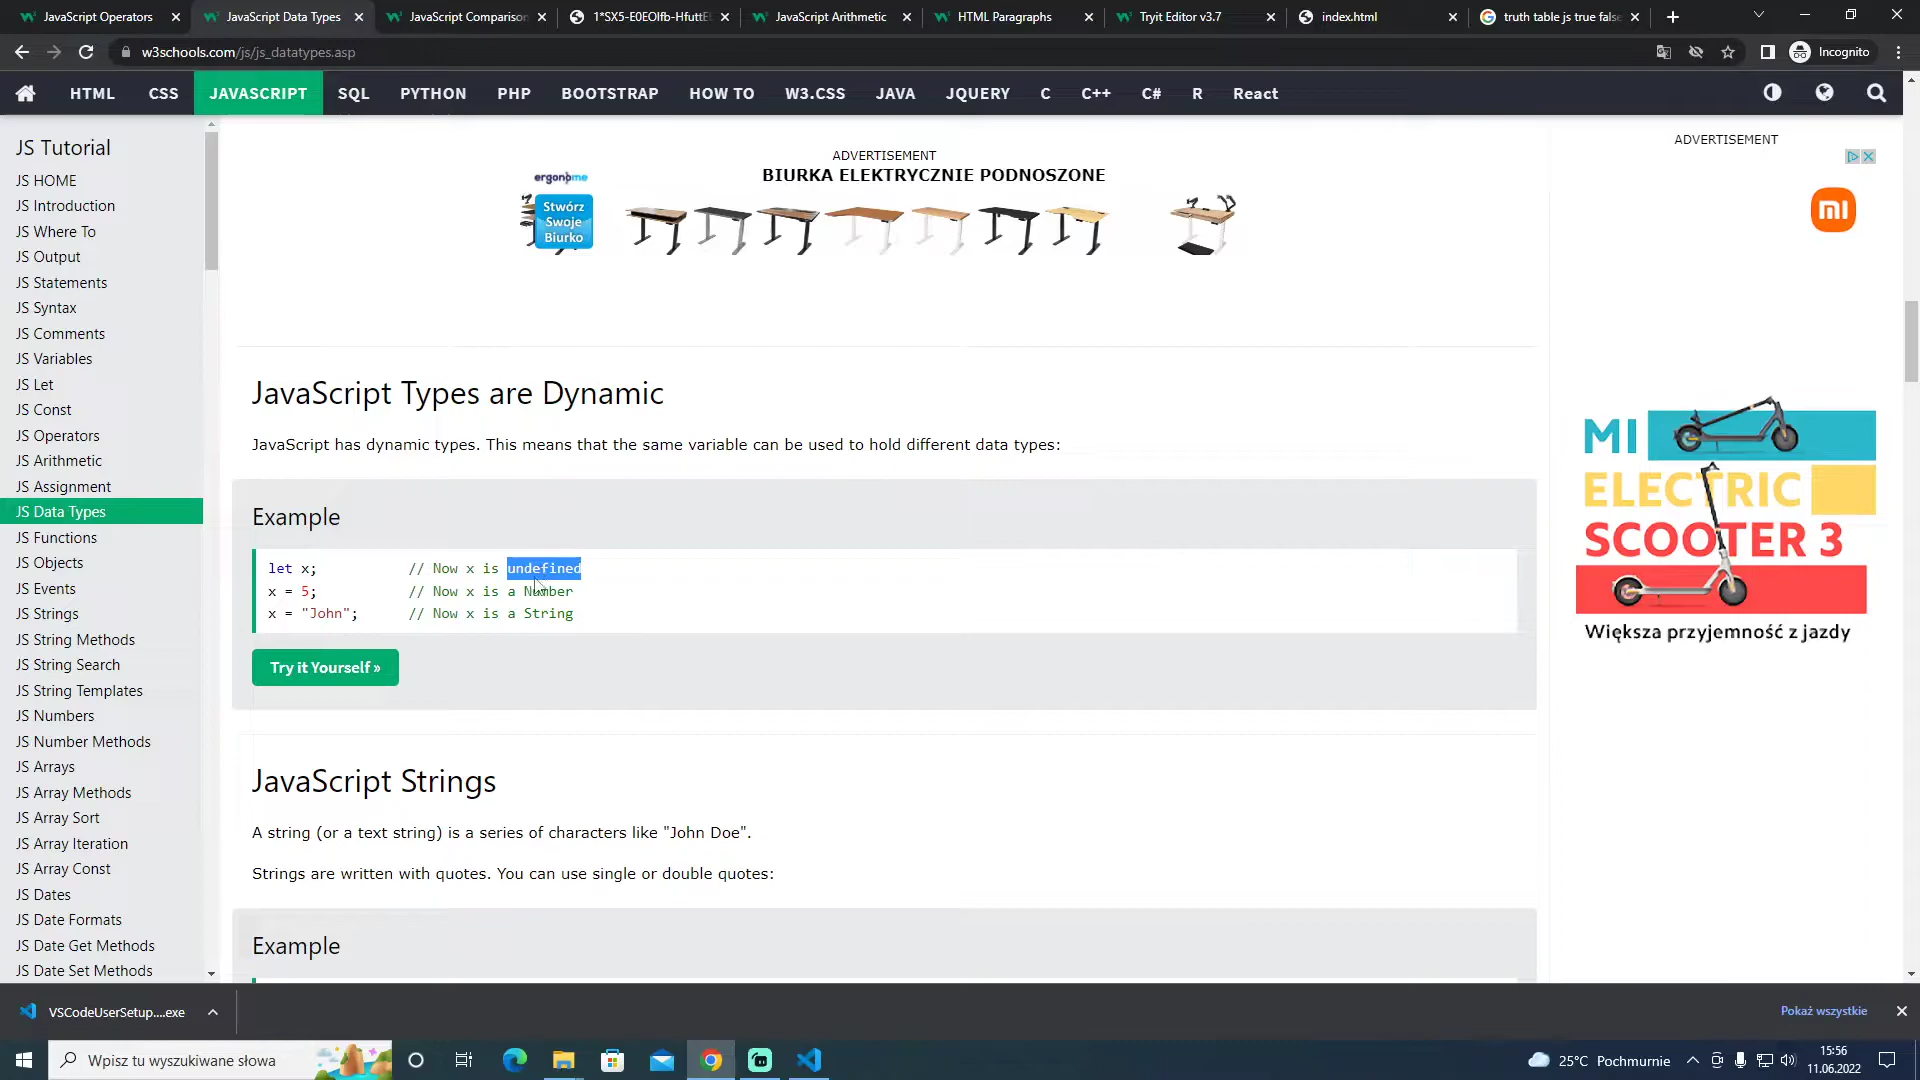 JavaScript Operators
JavaScript Data Types
JavaScript Comparison
1*SX5-E0EOlfb-HfuttE
JavaScript Arithmetic
HTML Paragraphs
Tryit Editor v3.7
index.html
truth table js true false
w3schools.com/js/js_datatypes.asp
Incognito
HTML CSS JAVASCRIPT SQL PYTHON PHP BOOTSTRAP HOW TO W3.CSS JAVA JQUERY C C++ C# R React
JS Tutorial
JS HOME
JS Introduction
JS Where To
JS Output
JS Statements
JS Syntax
JS Comments
JS Variables
JS Let
JS Const
JS Operators
JS Arithmetic
JS Assignment
JS Data Types
JS Functions
JS Objects
JS Events
JS Strings
JS String Methods
JS String Search
JS String Templates
JS Numbers
JS Number Methods
JS Arrays
JS Array Methods
JS Array Sort
JS Array Iteration
JS Array Const
JS Dates
JS Date Formats
JS Date Get Methods
JS Date Set Methods
ADVERTISEMENT
BIURKA ELEKTRYCZNIE PODNOSZONE
ergonome
Stwórz
Swoje
Biurko
JavaScript Types are Dynamic
JavaScript has dynamic types. This means that the same variable can be used to hold different data types:
Example
let x; // Now x is undefined
x = 5; // Now x is a Number
x = "John"; // Now x is a String
Try it Yourself »
JavaScript Strings
A string (or a text string) is a series of characters like "John Doe".
Strings are written with quotes. You can use single or double quotes:
Example
ADVERTISEMENT
mi
MI
ELECTRIC
SCOOTER 3
Większa przyjemność z jazdy
VSCodeUserSetup....exe
Pokaż wszystkie
Wpisz tu wyszukiwane słowa
25°C Pochmurnie
15:56
11.06.2022